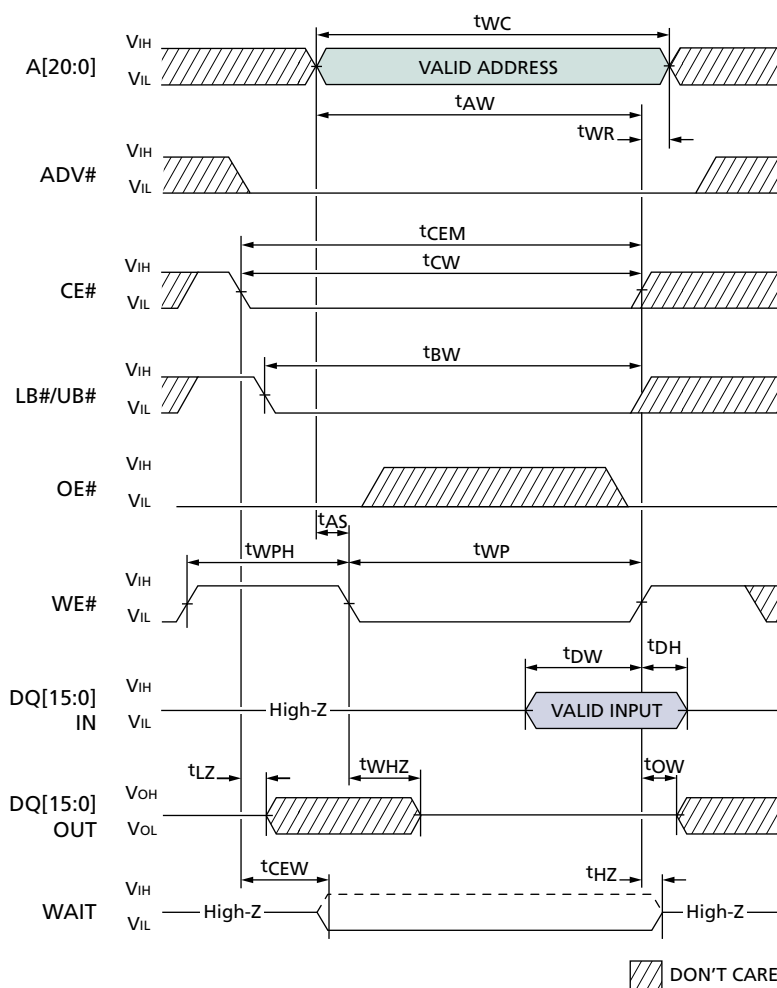 tWC
VIH
A[20:0]
VALID ADDRESS
VIL
tAW
tWR
VIH
ADV#
VIL
tCEM
VIH
tCW
CE#
VIL
tBW
VIH
LB#/UB#
VIL
VIH
OE#
VIL
tAS
tWPH
tWP
VIH
WE#
VIL
tDW
tDH
VIH
DQ[15:0]
IN
High-Z
VALID INPUT
VIL
tLZ
tWHZ
tOW
VOH
DQ[15:0]
OUT
VOL
tCEW
tHZ
VIH
WAIT
High-Z
High-Z
VIL
DON'T CARE